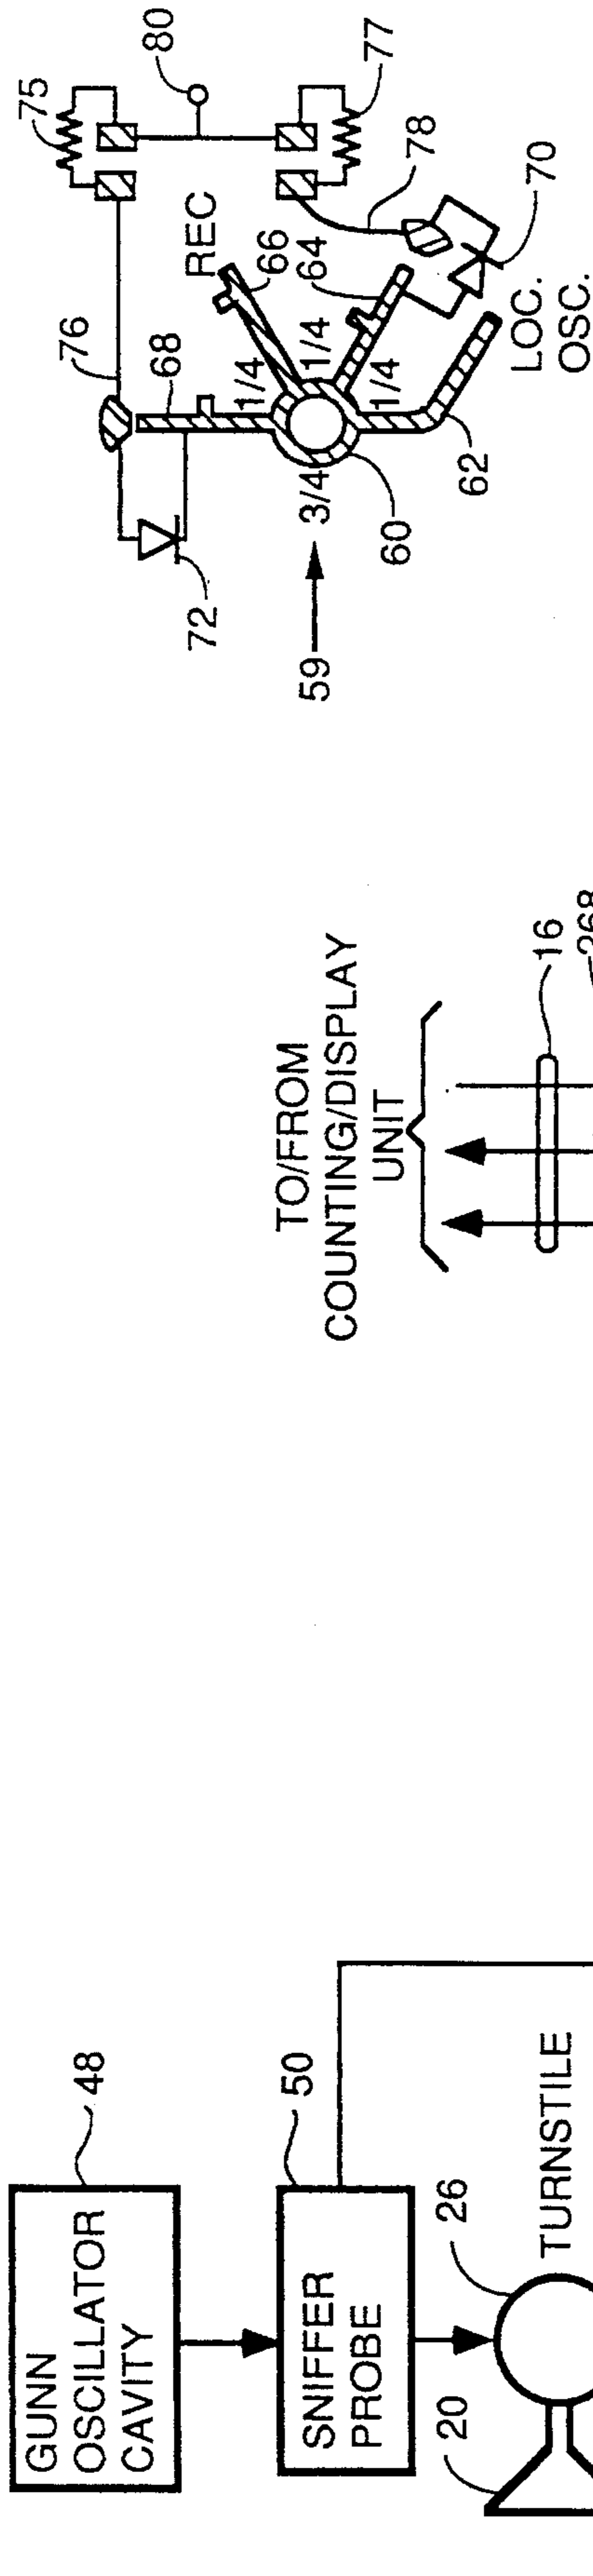 75
80
76
REC
77
68
1/4
66
78
1/4
64
70
72
3/4
1/4
LOC.
OSC.
59
60
62
TO/FROM
COUNTING/DISPLAY
UNIT
16
268
GUNN
OSCILLATOR
CAVITY
48
SNIFFER
PROBE
50
20
26
TURNSTILE